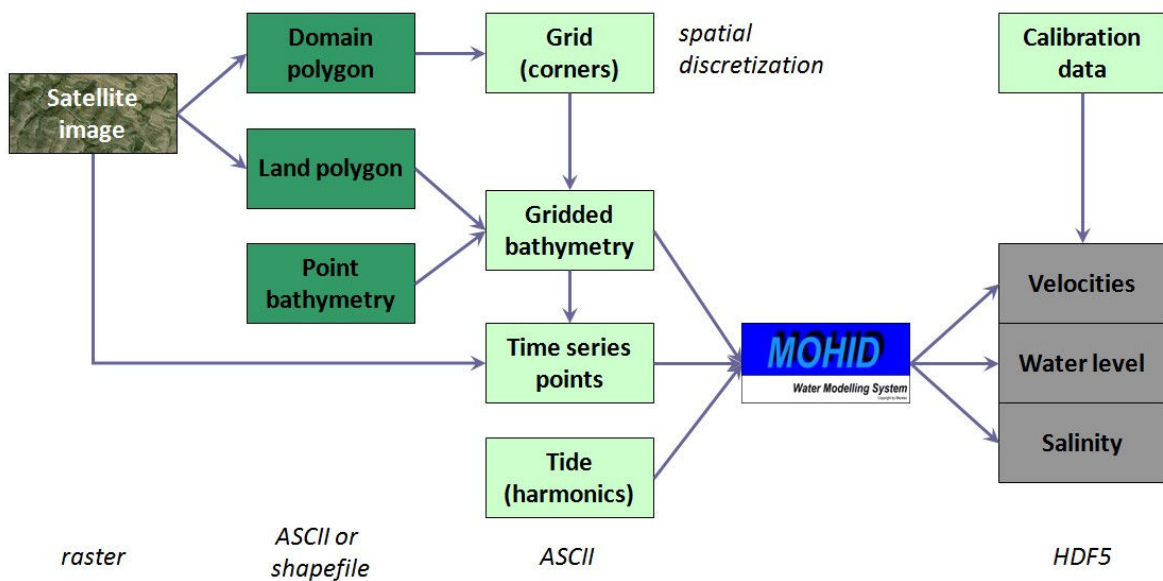 Satellite
image
Domain
polygon
Land polygon
Point
bathymetry
Grid
(corners)
spatial
discretization
Gridded
bathymetry
Time series
points
Tide
(harmonics)
MOHID
Water Modelling System
Calibration
data
Velocities
Water level
Salinity
raster
ASCII or
shapefile
ASCII
HDF5